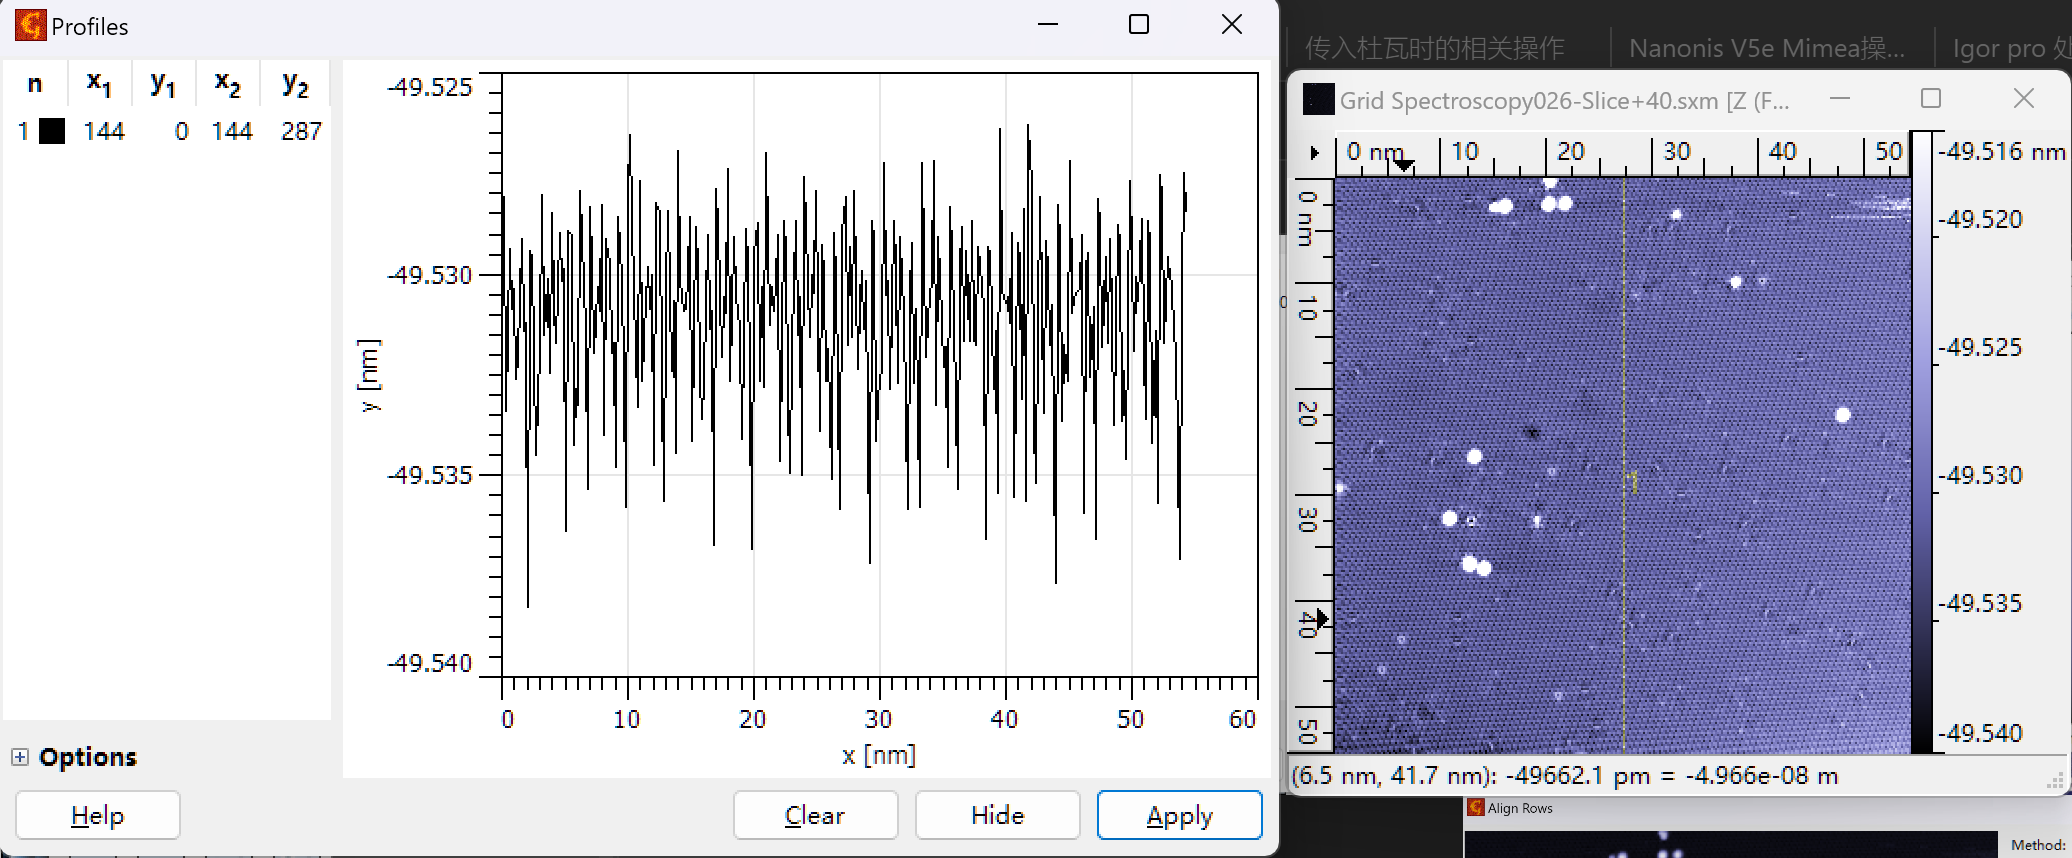 Profiles
n x1 y1 x2 y2
1 144 0 144 287
Options
Help
-49.525
-49.530
-49.535
-49.540
y [nm]
0 10 20 30 40 50 60
x [nm]
Clear Hide Apply
传入杜瓦时的相关操作
Nanonis V5e Mimea操...
Igor pro 处
Grid Spectroscopy026-Slice+40.sxm [Z (F...
0 nm 10 20 30 40 50
0 nm
10
20
30
40
50
1
-49.516 nm
-49.520
-49.525
-49.530
-49.535
-49.540
(6.5 nm, 41.7 nm): -49662.1 pm = -4.966e-08 m
Align Rows
Method: